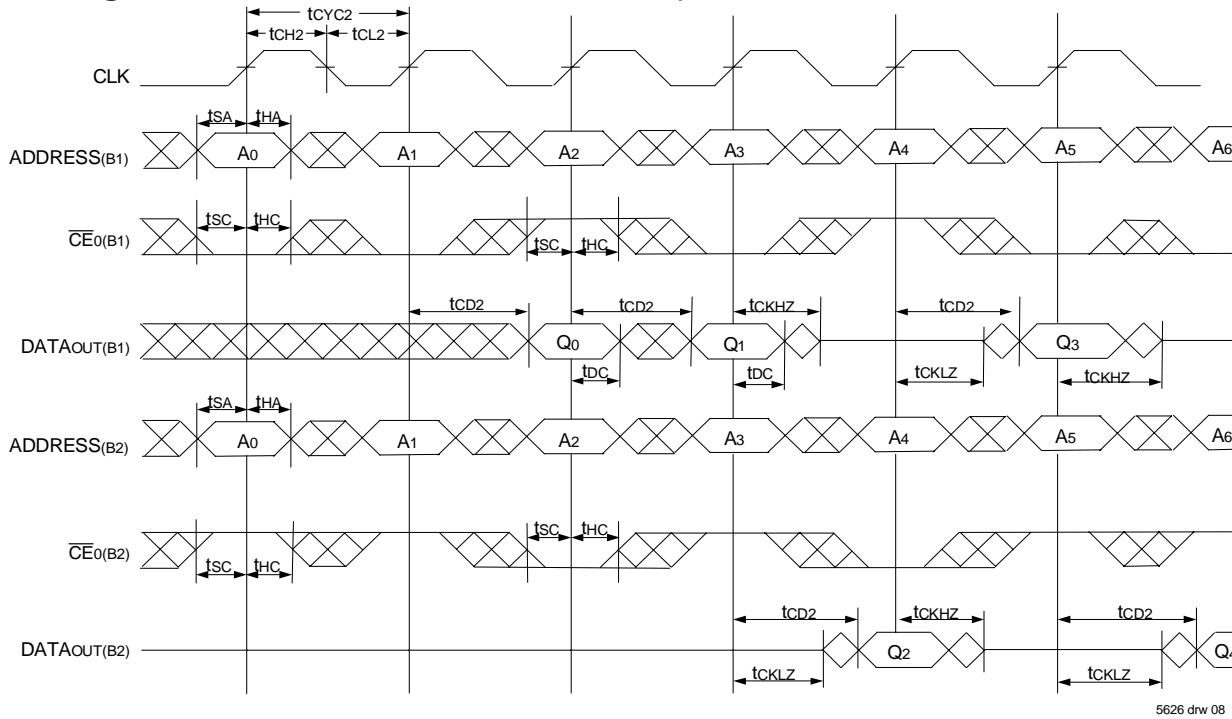 tCYC2
tCH2 tCL2
CLK
tSA tHA
ADDRESS(B1) A0 A1 A2 A3 A4 A5 A6
tSC tHC
CE0(B1)
tSC tHC
tCD2 tCD2 tCKHZ tCD2
DATAOUT(B1) Q0 Q1 Q3
tDC tDC tCKLZ tCKHZ
tSA tHA
ADDRESS(B2) A0 A1 A2 A3 A4 A5 A6
tSC tHC
CE0(B2)
tSC tHC
tCD2 tCKHZ tCD2
DATAOUT(B2) Q2 Q4
tCKLZ tCKLZ
5626 drw 08